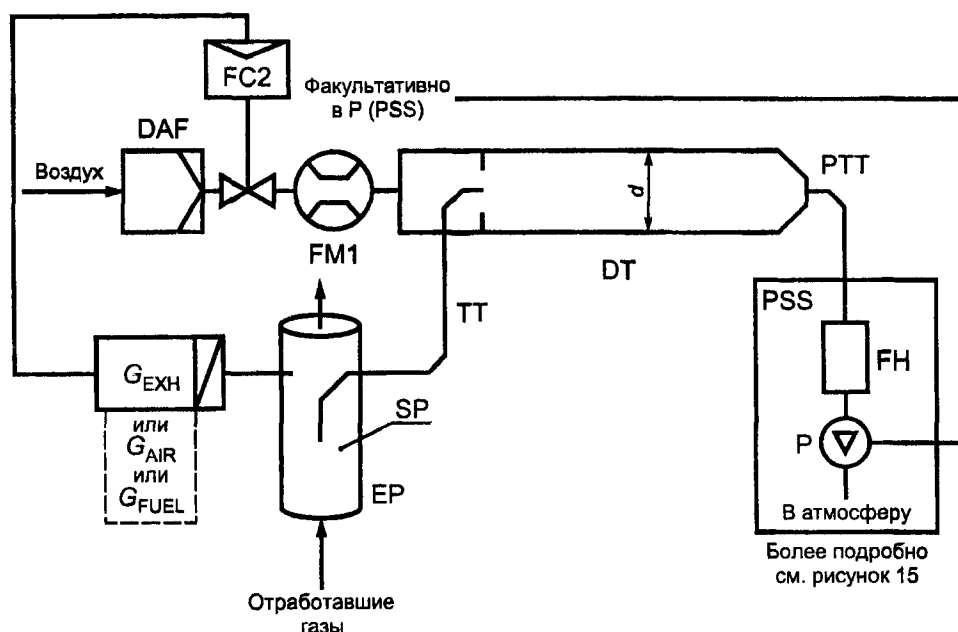 FC2
Факультативно
в P (PSS)
DAF
Воздух
d
PTT
FM1
DT
TT
PSS
FH
G_EXH
или
G_AIR
или
G_FUEL
SP
P
EP
В атмосферу
Более подробно
см. рисунок 15
Отработавшие
газы